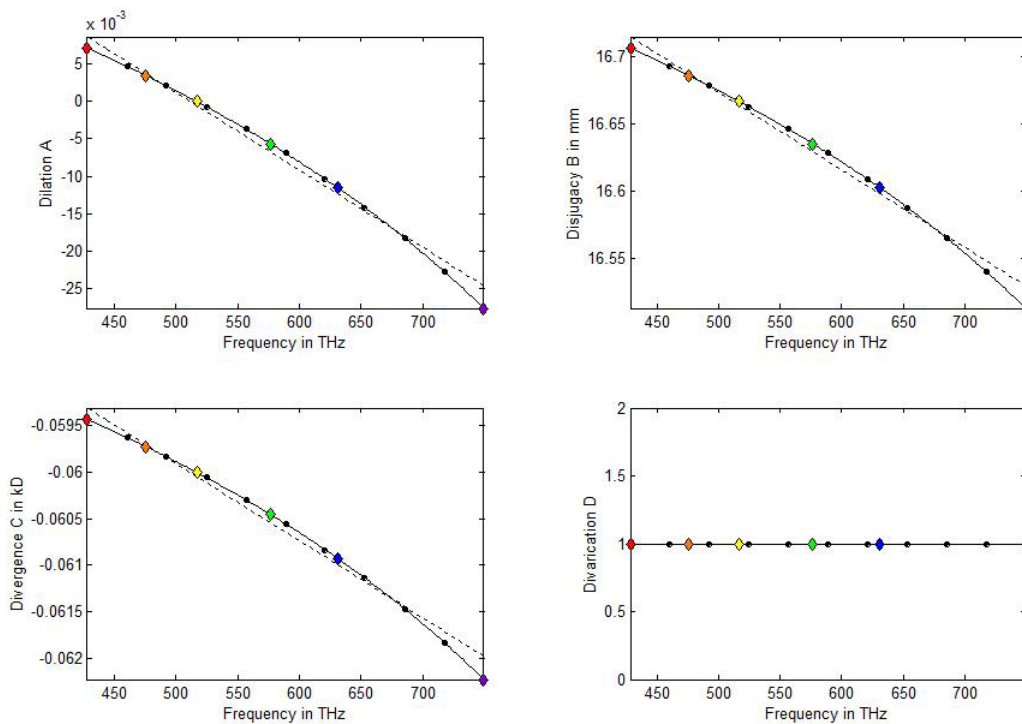 x 10⁻³
5
0
-5
-10
-15
-20
-25
Dilation A
450 500 550 600 650 700
Frequency in THz
16.7
16.65
16.6
16.55
Disjugacy B in mm
450 500 550 600 650 700
Frequency in THz
-0.0595
-0.06
-0.0605
-0.061
-0.0615
-0.062
Divergence C in kD
450 500 550 600 650 700
Frequency in THz
2
1.5
1
0.5
0
Divarication D
450 500 550 600 650 700
Frequency in THz